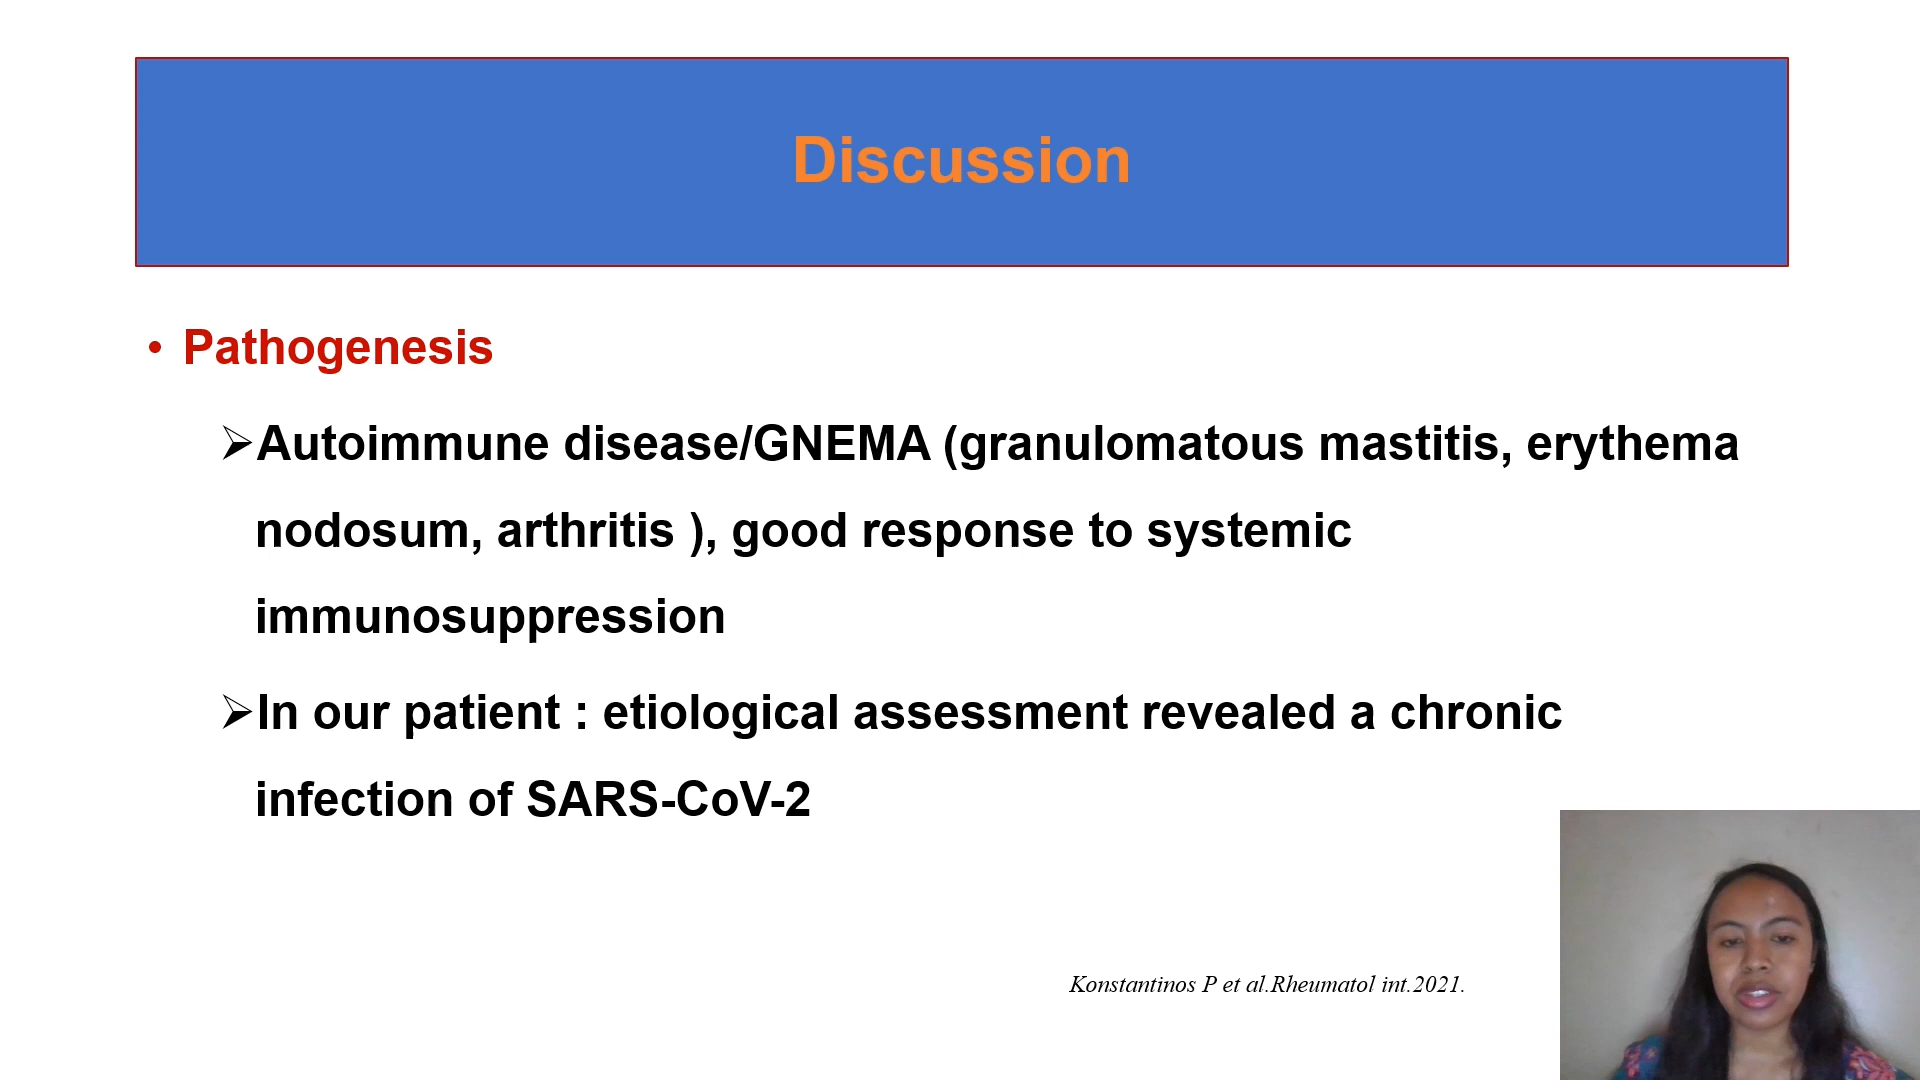 Discussion
• Pathogenesis
➢Autoimmune disease/GNEMA (granulomatous mastitis, erythema
nodosum, arthritis ), good response to systemic
immunosuppression
➢In our patient : etiological assessment revealed a chronic
infection of SARS-CoV-2
Konstantinos P et al.Rheumatol int.2021.